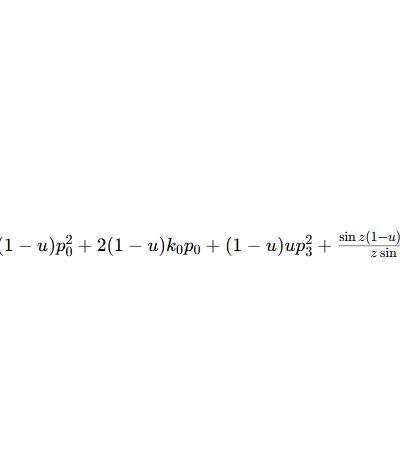 (1 − u)p_0^2 + 2(1 − u)k_0p_0 + (1 − u)up_3^2 + \frac{\sin z(1−u)}{z \sin}